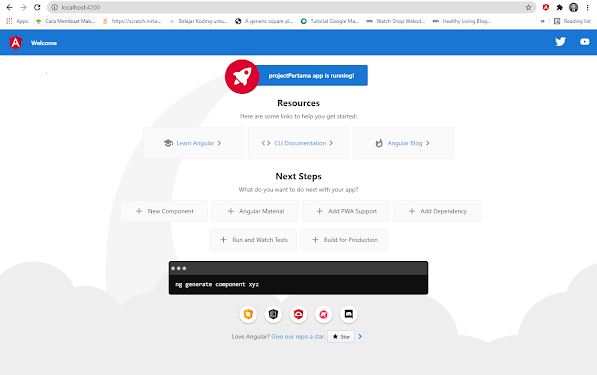 localhost:4200
Apps
Cara Membuat Mak...
https://scratch.mit.e...
Belajar Koding untu...
A generic square pl...
Tutorial Google Ma...
Watch Shop Websit...
Healthy Living Blog...
»
Reading list
Welcome
projectPertama app is running!
Resources
Here are some links to help you get started:
Learn Angular
CLI Documentation
Angular Blog
Next Steps
What do you want to do next with your app?
New Component
Angular Material
Add PWA Support
Add Dependency
Run and Watch Tests
Build for Production
ng generate component xyz
Love Angular? Give our repo a star. Star